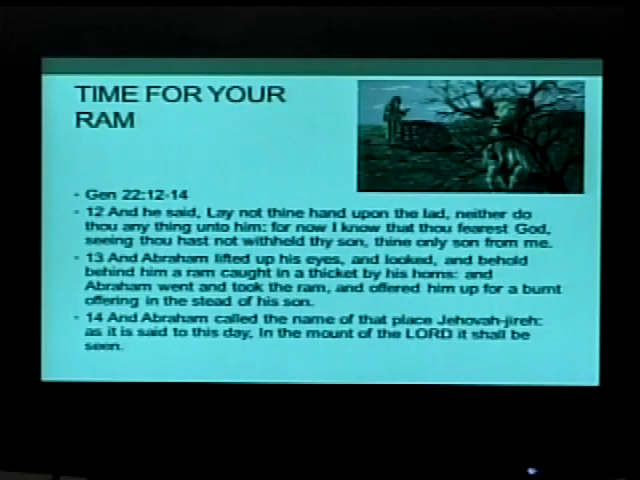 TIME FOR YOUR
RAM
- Gen 22:12-14
- 12 And he said, Lay not thine hand upon the lad, neither do
thou any thing unto him: for now I know that thou fearest God,
seeing thou hast not withheld thy son, thine only son from me.
- 13 And Abraham lifted up his eyes, and looked, and behold
behind him a ram caught in a thicket by his horns: and
Abraham went and took the ram, and offered him up for a burnt
offering in the stead of his son.
- 14 And Abraham called the name of that place Jehovah-jireh:
as it is said to this day, In the mount of the LORD it shall be
seen.